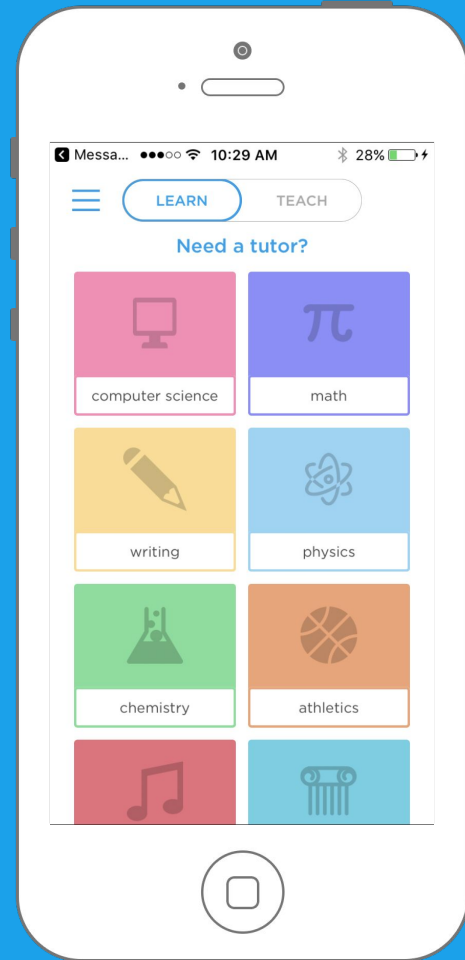 Messa... 10:29 AM 28%
LEARN TEACH
Need a tutor?
computer science math
writing physics
chemistry athletics